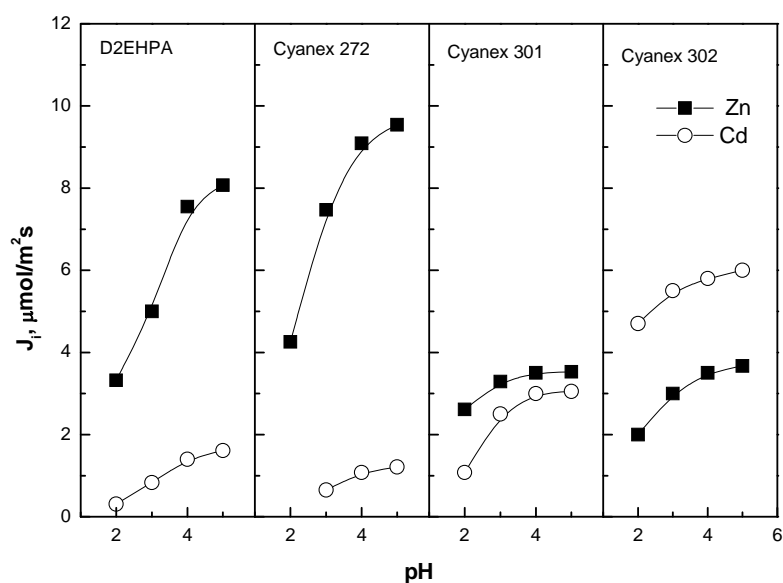 12
10
8
6
4
2
0
J_i, μmol/m²s
D2EHPA
Cyanex 272
Cyanex 301
Cyanex 302
Zn
Cd
2 4 2 4 2 4 2 4 6
pH